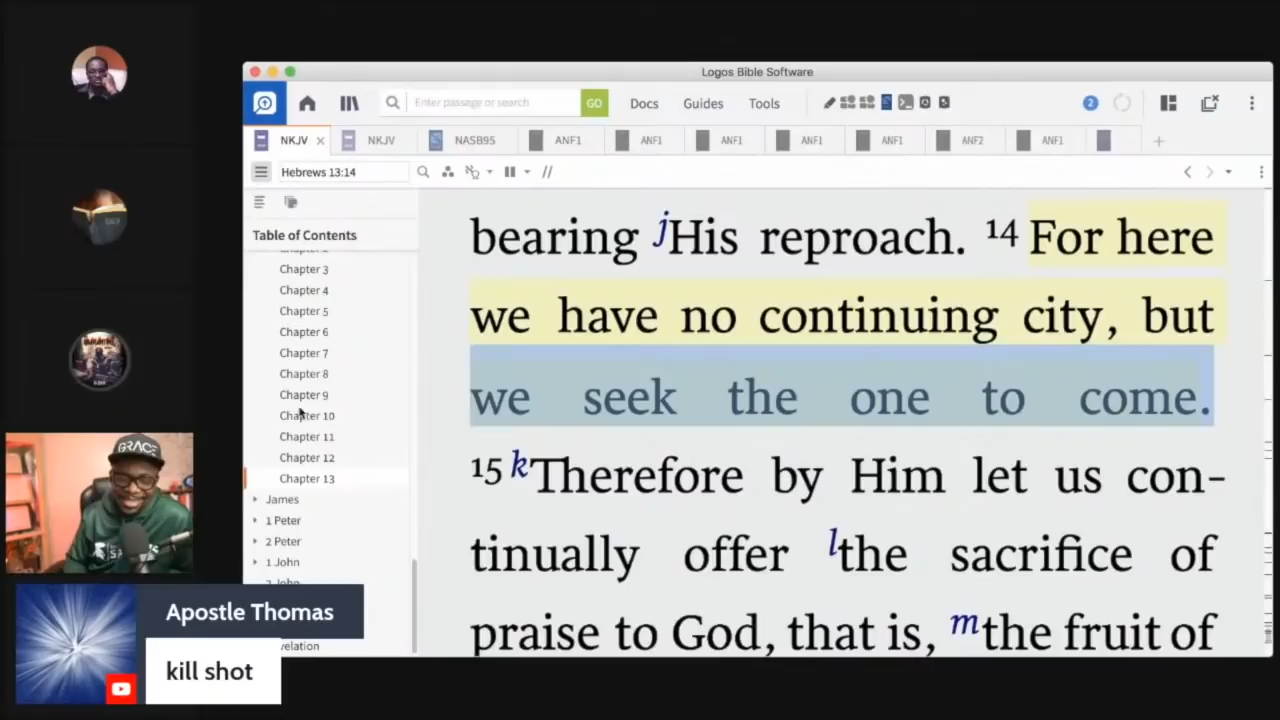 Logos Bible Software
Enter passage or search
GO
Docs
Guides
Tools
2
NKJV
NKJV
NASB95
ANF1
ANF1
ANF1
ANF1
ANF1
ANF2
ANF1
Hebrews 13:14
Table of Contents
Chapter 3
Chapter 4
Chapter 5
Chapter 6
Chapter 7
Chapter 8
Chapter 9
Chapter 10
Chapter 11
Chapter 12
Chapter 13
James
1 Peter
2 Peter
1 John
2 John
velation
bearing jHis reproach. 14 For here
we have no continuing city, but
we seek the one to come.
15 kTherefore by Him let us con-
tinually offer lthe sacrifice of
praise to God, that is, mthe fruit of
GRACE
Apostle Thomas
kill shot